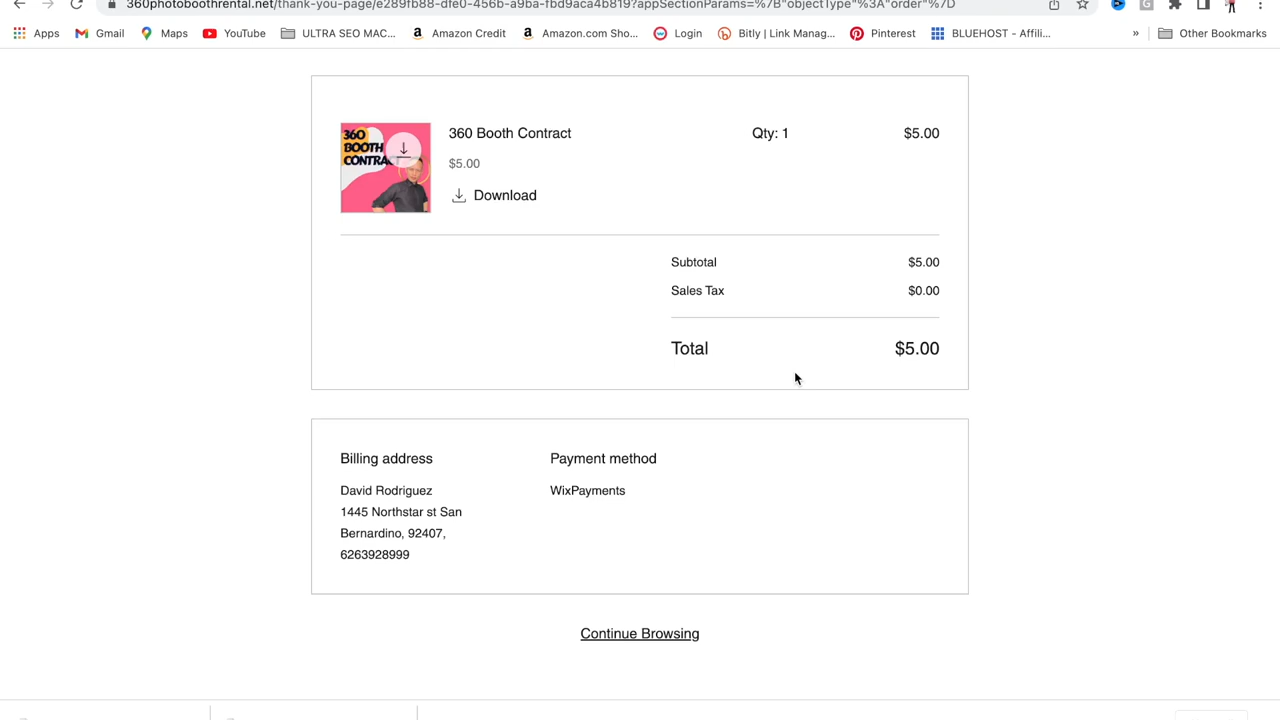 360photoboothrental.net/thank-you-page/e289fb88-dfe0-456b-a9ba-fbd9aca4b819?appSectionParams=%7B"objectType"%3A"order"%7D
Apps Gmail Maps YouTube ULTRA SEO MAC... Amazon Credit Amazon.com Sho... Login Bitly | Link Manag... Pinterest BLUEHOST - Affili... » Other Bookmarks
360
BOOTH
CONTRA
360 Booth Contract Qty: 1 $5.00
$5.00
Download
Subtotal $5.00
Sales Tax $0.00
Total $5.00
Billing address
David Rodriguez
1445 Northstar st San
Bernardino, 92407,
6263928999
Payment method
WixPayments
Continue Browsing